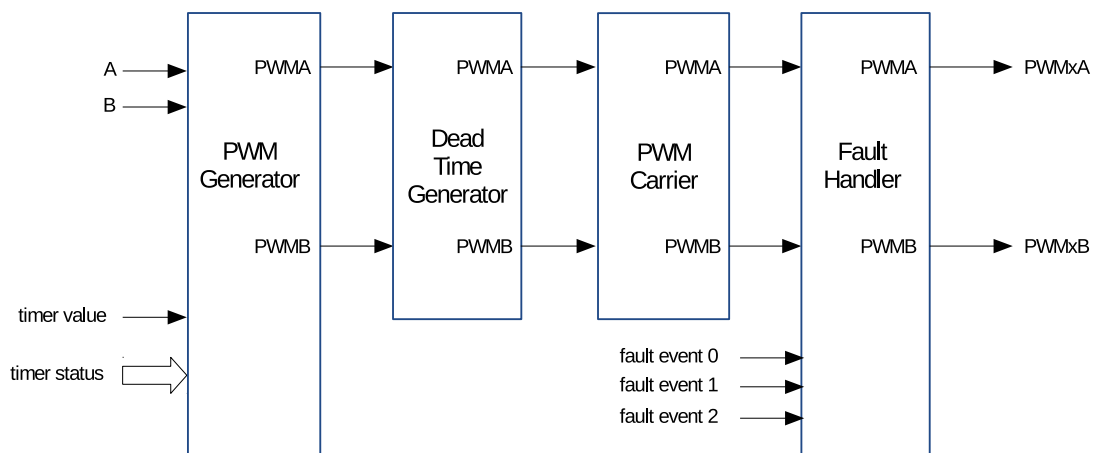 A
B
timer value
timer status
PWMA
PWM
Generator
PWMB
PWMA
Dead
Time
Generator
PWMB
PWMA
PWM
Carrier
PWMB
fault event 0
fault event 1
fault event 2
PWMA
Fault
Handler
PWMB
PWMxA
PWMxB